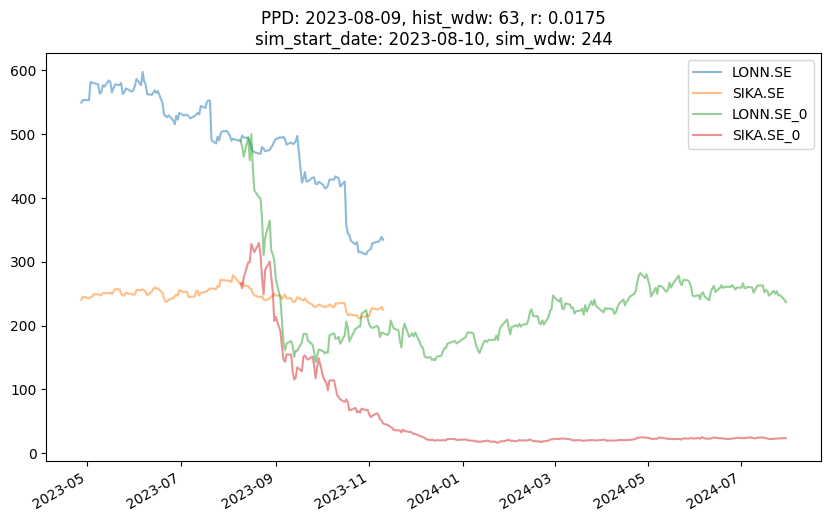 PPD: 2023-08-09, hist_wdw: 63, r: 0.0175
sim_start_date: 2023-08-10, sim_wdw: 244
LONN.SE
SIKA.SE
LONN.SE_0
SIKA.SE_0
600
500
400
300
200
100
0
2023-05
2023-07
2023-09
2023-11
2024-01
2024-03
2024-05
2024-07